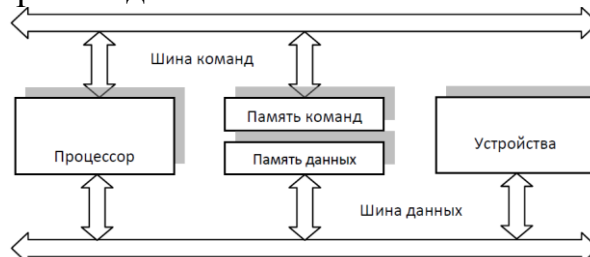 Шина команд
Память команд
Процессор
Память данных
Устройства
Шина данных